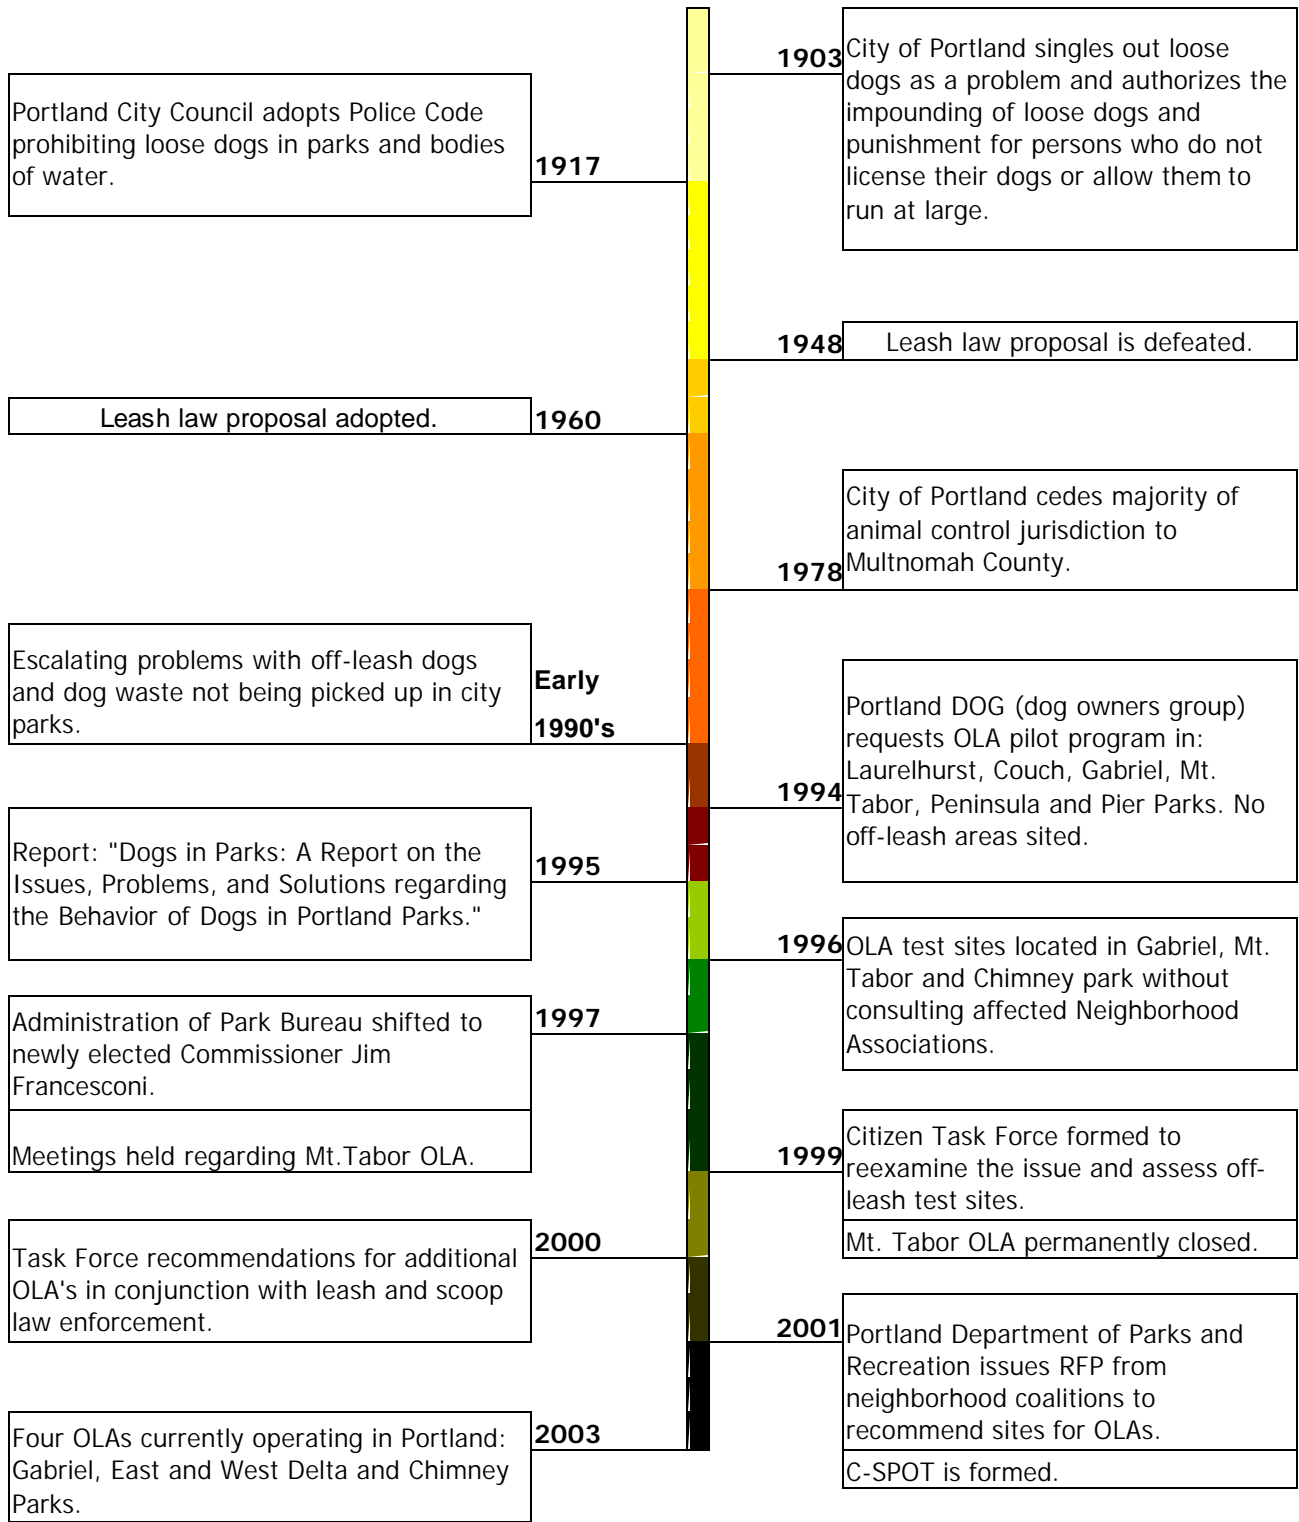 1903
City of Portland singles out loose
dogs as a problem and authorizes the
impounding of loose dogs and
punishment for persons who do not
license their dogs or allow them to
run at large.
Portland City Council adopts Police Code
prohibiting loose dogs in parks and bodies
of water.
1917
1948
Leash law proposal is defeated.
Leash law proposal adopted.
1960
City of Portland cedes majority of
animal control jurisdiction to
Multnomah County.
1978
Escalating problems with off-leash dogs
and dog waste not being picked up in city
parks.
Early
1990's
1994
Portland DOG (dog owners group)
requests OLA pilot program in:
Laurelhurst, Couch, Gabriel, Mt.
Tabor, Peninsula and Pier Parks. No
off-leash areas sited.
Report: "Dogs in Parks: A Report on the
Issues, Problems, and Solutions regarding
the Behavior of Dogs in Portland Parks."
1995
1996
OLA test sites located in Gabriel, Mt.
Tabor and Chimney park without
consulting affected Neighborhood
Associations.
1997
Administration of Park Bureau shifted to
newly elected Commissioner Jim
Francesconi.
Meetings held regarding Mt.Tabor OLA.
1999
Citizen Task Force formed to
reexamine the issue and assess off-
leash test sites.
Mt. Tabor OLA permanently closed.
2000
Task Force recommendations for additional
OLA's in conjunction with leash and scoop
law enforcement.
2001
Portland Department of Parks and
Recreation issues RFP from
neighborhood coalitions to
recommend sites for OLAs.
C-SPOT is formed.
2003
Four OLAs currently operating in Portland:
Gabriel, East and West Delta and Chimney
Parks.